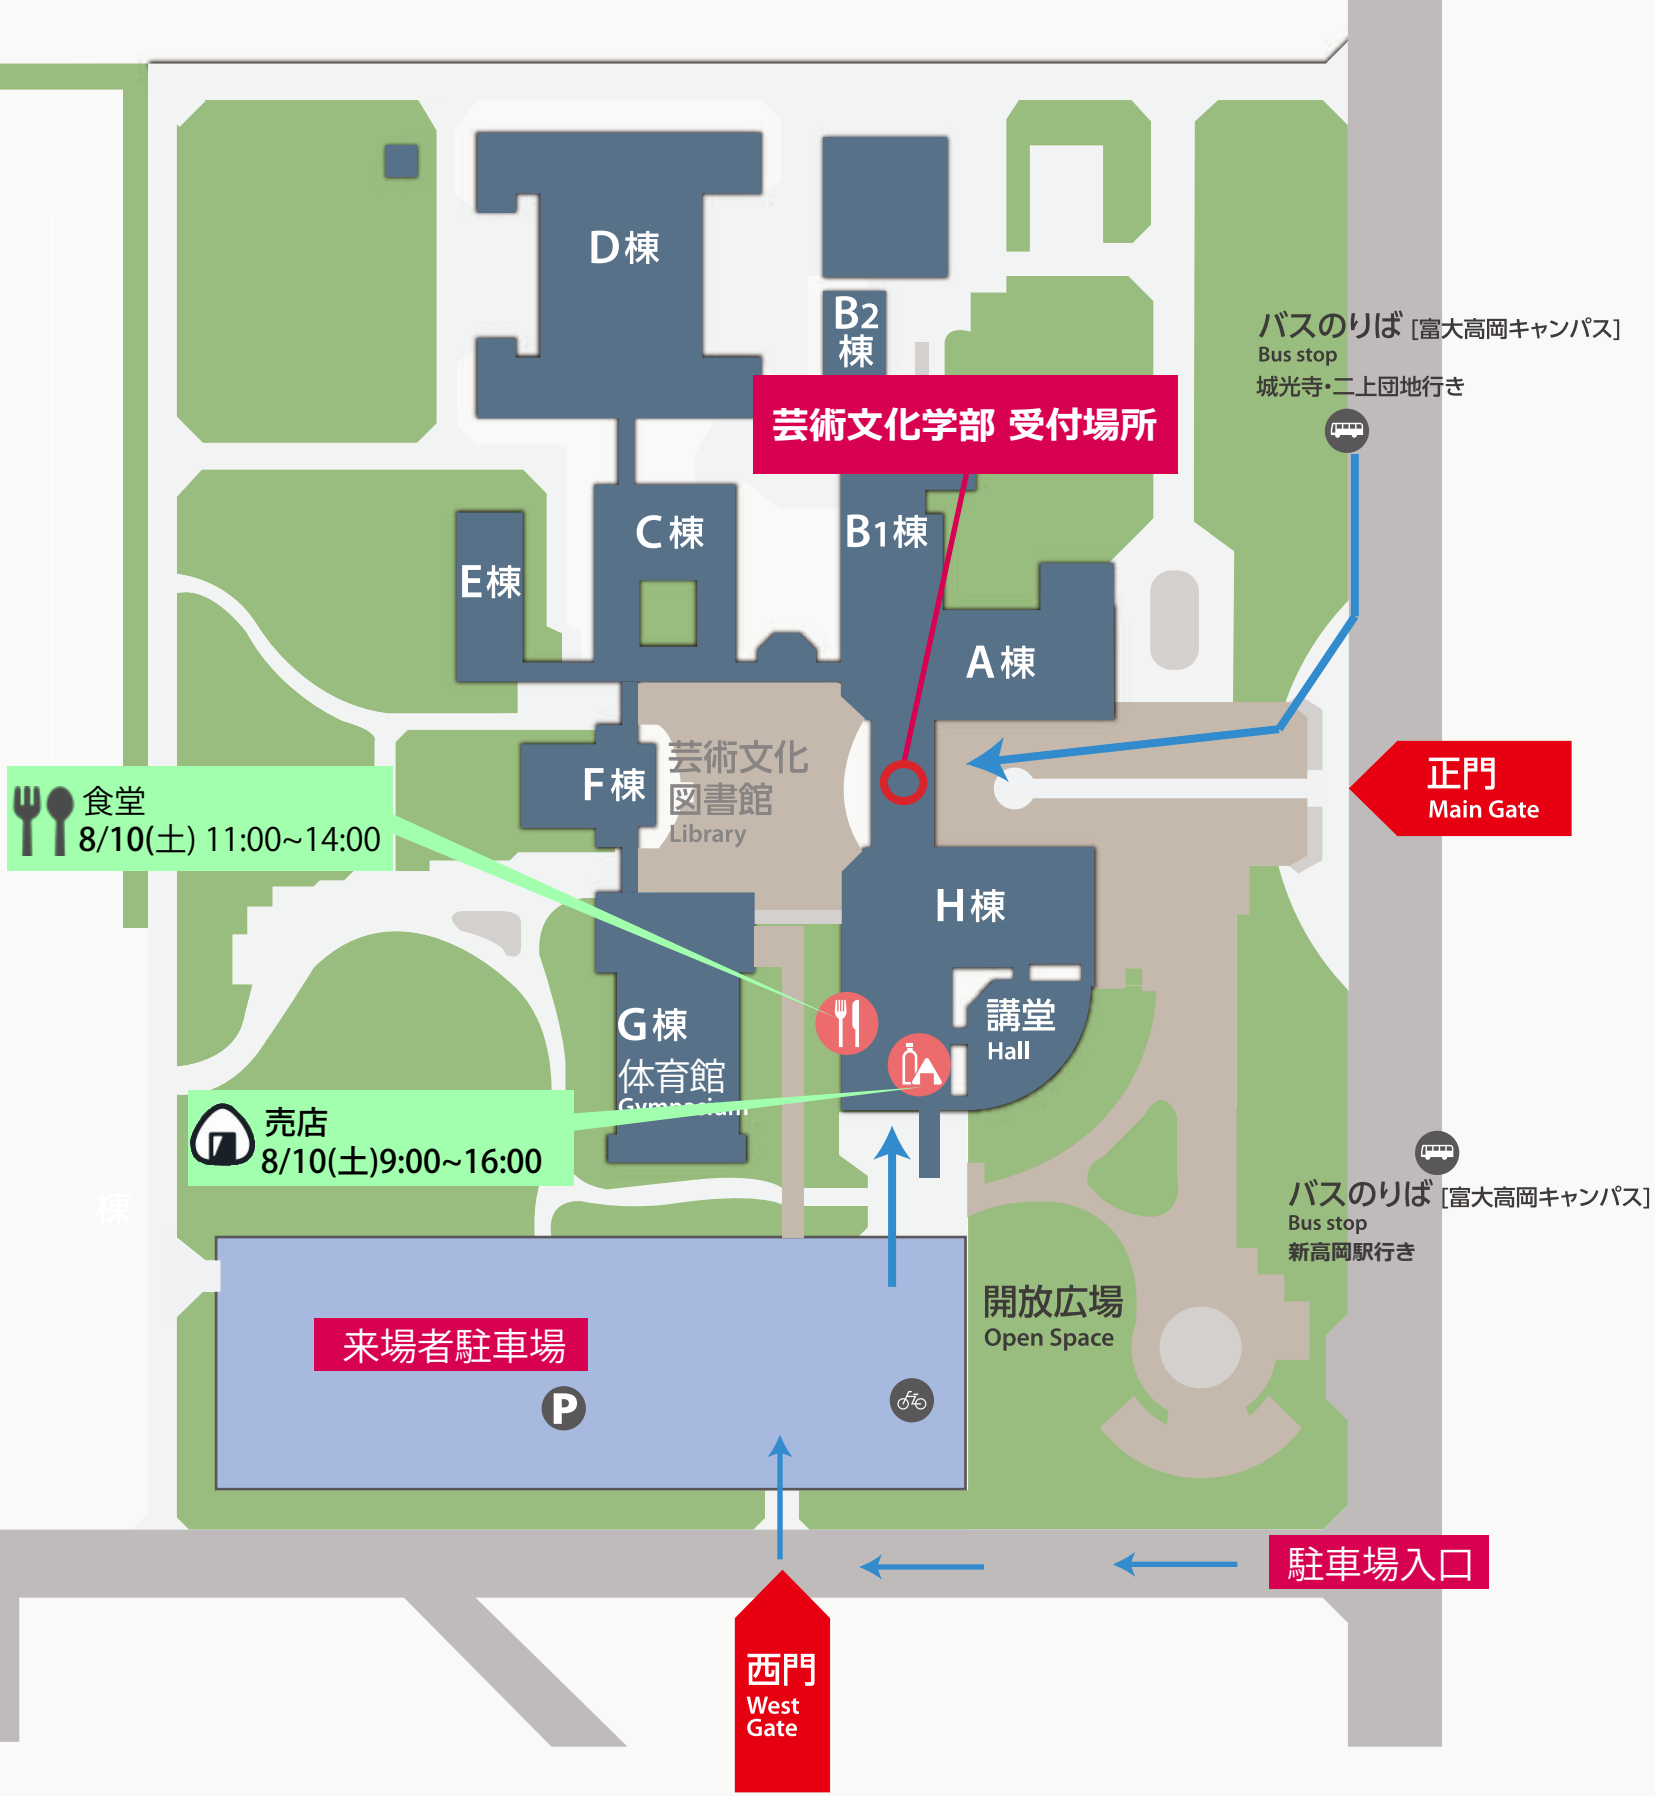 D棟
B2
棟
バスのりば [富大高岡キャンパス]
Bus stop
城光寺・二上団地行き
芸術文化学部 受付場所
C棟
B1棟
E棟
A棟
芸術文化
図書館
Library
F棟
正門
Main Gate
食堂
8/10(土) 11:00~14:00
H棟
講堂
Hall
G棟
体育館
Gymnasium
売店
8/10(土)9:00~16:00
棟
バスのりば [富大高岡キャンパス]
Bus stop
新高岡駅行き
開放広場
Open Space
来場者駐車場
P
駐車場入口
西門
West
Gate